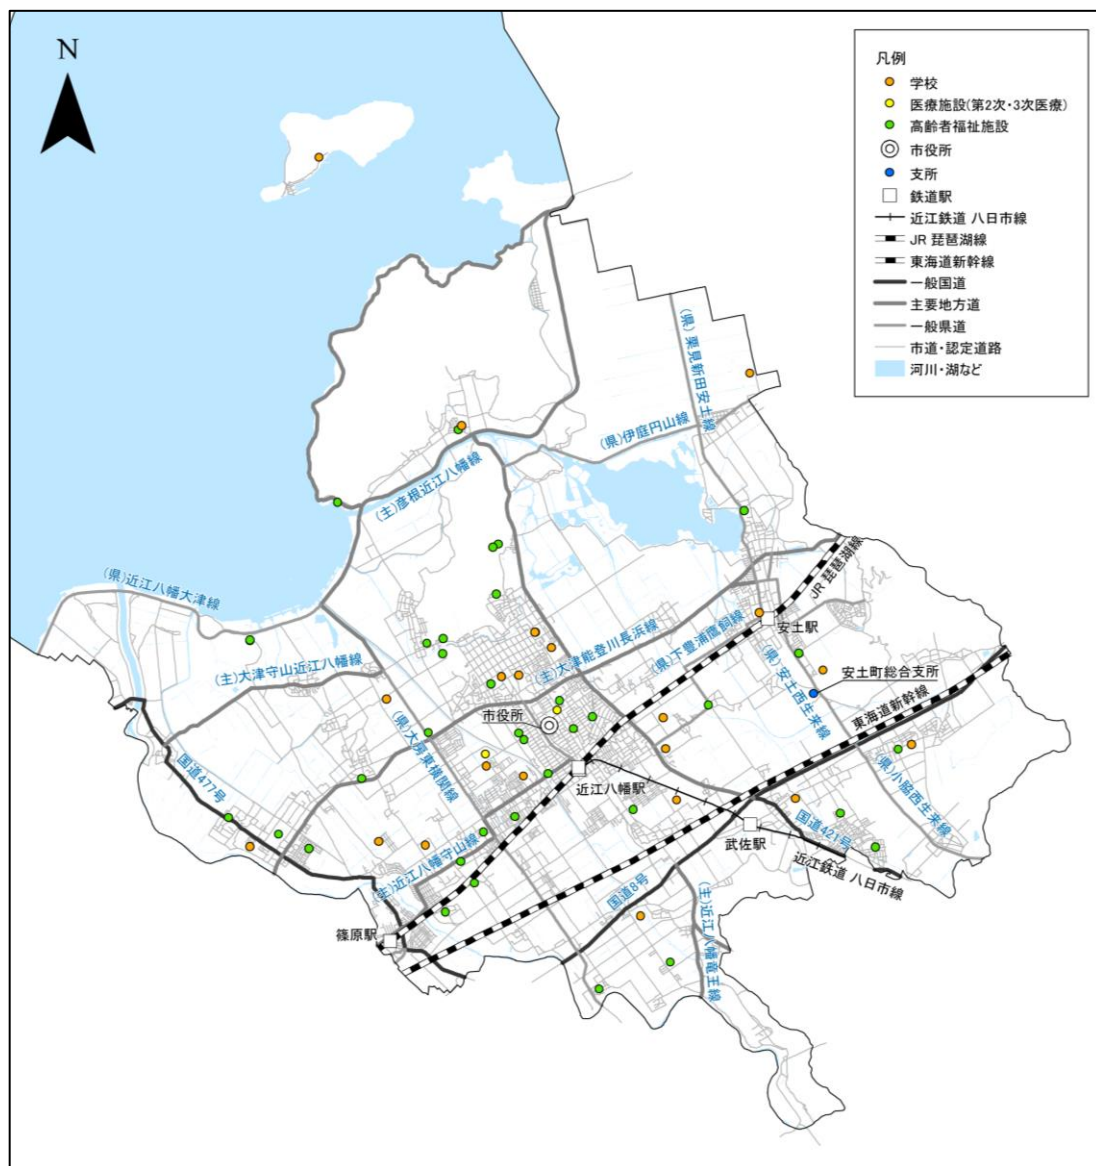 N
凡例
学校
医療施設(第2次・3次医療)
高齢者福祉施設
市役所
支所
鉄道駅
近江鉄道 八日市線
JR 琵琶湖線
東海道新幹線
一般国道
主要地方道
一般県道
市道・認定道路
河川・湖など
(県)栗見新田安土線
(県)伊庭円山線
(主)彦根近江八幡線
JR 琵琶湖線
(県)近江八幡大津線
(主)大津能登川長浜線
(県)下豊浦鷹飼線
安土駅
(主)大津守山近江八幡線
(県)安土西生来線
安土町総合支所
市役所
東海道新幹線
(県)大房東横関線
国道477号
(県)小脇西生来線
近江八幡駅
国道421号
武佐駅
(主)近江八幡守山線
近江鉄道 八日市線
国道8号
(主)近江八幡竜王線
篠原駅